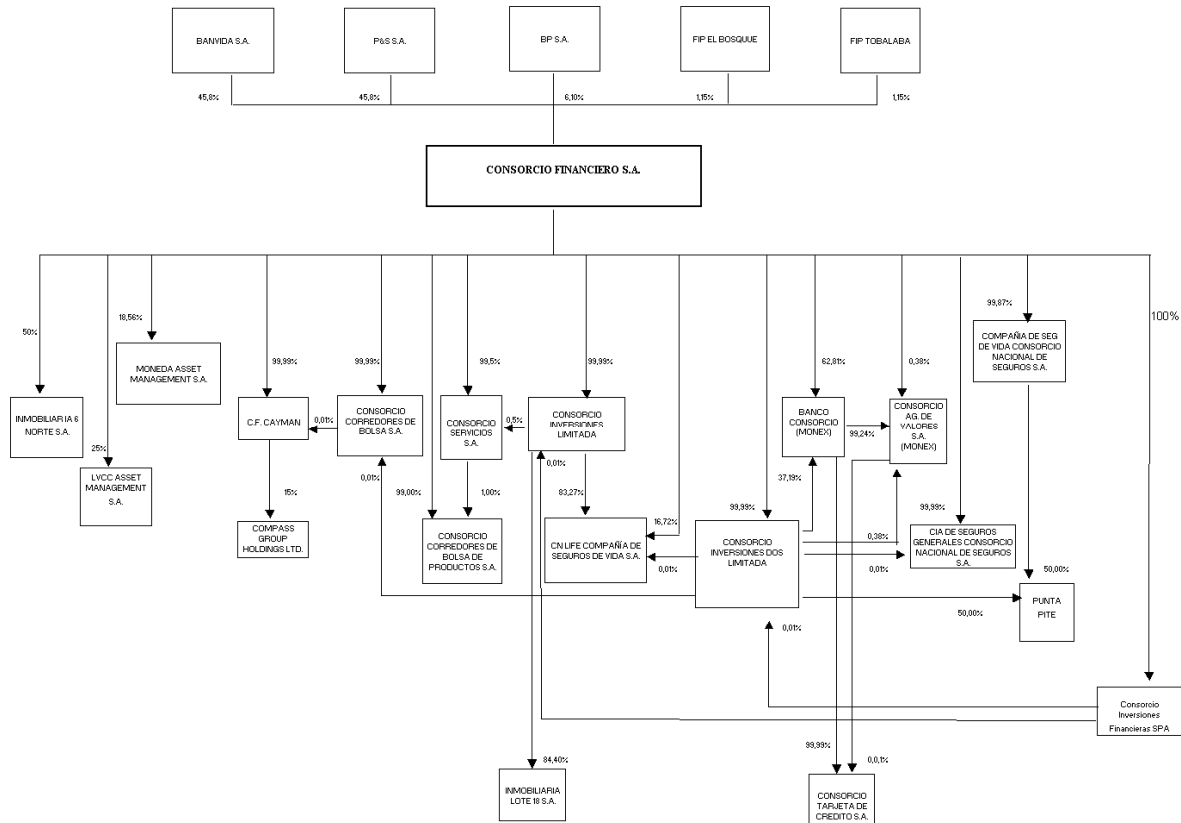 BANVIDA S.A.
P&S S.A.
BP S.A.
FIP EL BOSQUUE
FIP TOBALABA
45,8%
45,8%
6,10%
1,15%
1,15%
CONSORCIO FINANCIERO S.A.
50%
18,56%
99,99%
99,99%
99,5%
99,99%
62,81%
0,38%
99,87%
100%
MONEDA ASSET
MANAGEMENT S.A.
COMPAÑIA DE SEG
DE VIDA CONSORCIO
NACIONAL DE
SEGUROS S.A.
INMOBILIAR IA 6
NORTE S.A.
C.F. CAYMAN
0,01%
CONSORCIO
CORREDORES DE
BOLSA S.A.
CONSORCIO
SERVICIOS
S.A.
0,5%
CONSORCIO
INVERSIONES
LIMITADA
BANCO
CONSORCIO
(MONEX)
99,24%
CONSORCIO
AG. DE
VALORES
S.A.
(MONEX)
25%
LVCC ASSET
MANAGEMENT
S.A.
15%
0,01%
99,00%
1,00%
0,01%
83,27%
37,19%
COMPASS
GROUP
HOLDINGS LTD.
CONSORCIO
CORREDORES DE
BOLSA DE
PRODUCTOS S.A.
CN LIFE COMPAÑÍA DE
SEGUROS DE VIDA S.A.
16,72%
0,01%
99,99%
CONSORCIO
INVERSIONES DOS
LIMITADA
0,38%
0,01%
99,99%
CIA DE SEGUROS
GENERALES CONSORCIO
NACIONAL DE SEGUROS
S.A.
50,00%
50,00%
PUNTA
PITE
0,01%
Consorcio
Inversiones
Financieras SPA
84,40%
INMOBILIARIA
LOTE 18 S.A.
99,99%
0,0,1%
CONSORCIO
TARJETA DE
CREDITO S.A.